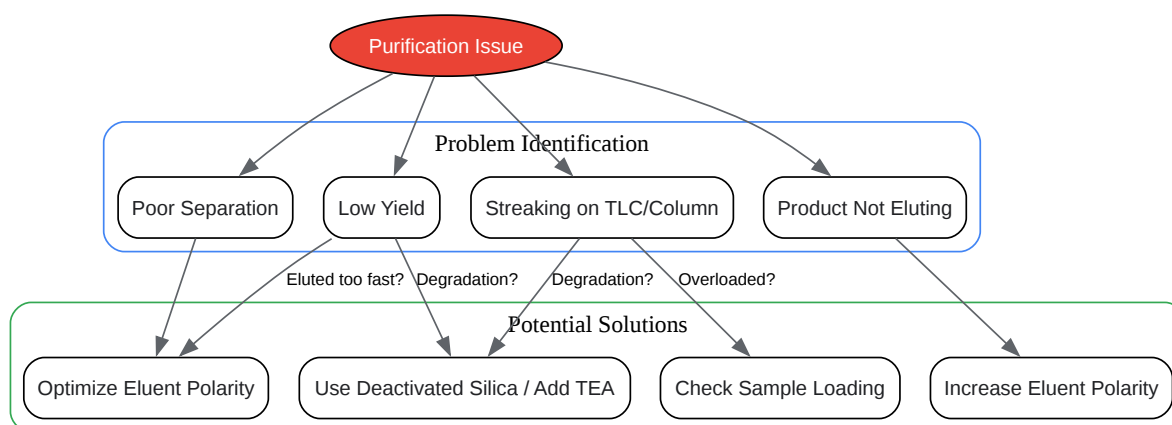 Purification Issue
Problem Identification
Poor Separation
Low Yield
Streaking on TLC/Column
Product Not Eluting
Eluted too fast?
Degradation?
Degradation?
Overloaded?
Potential Solutions
Optimize Eluent Polarity
Use Deactivated Silica / Add TEA
Check Sample Loading
Increase Eluent Polarity